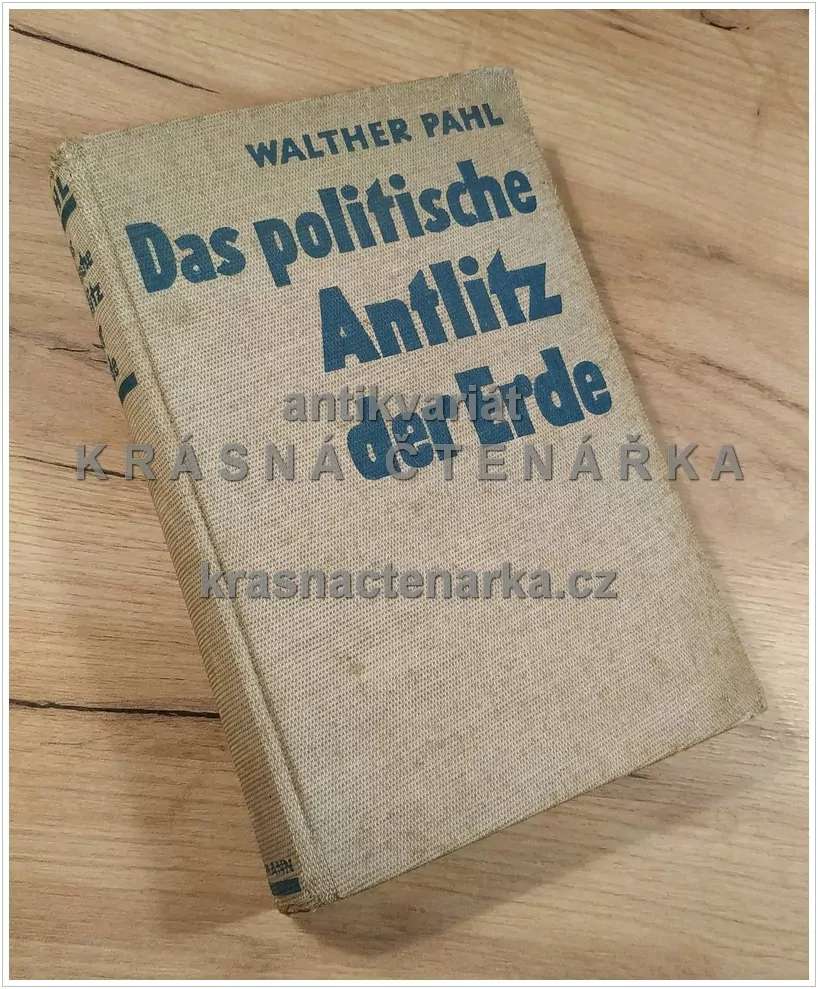 WALTHER PAHL
Das politische
Antlitz
der Erde
antikvariát
KRÁSNÁ ČTENÁŘKA
krasnactenarka.cz